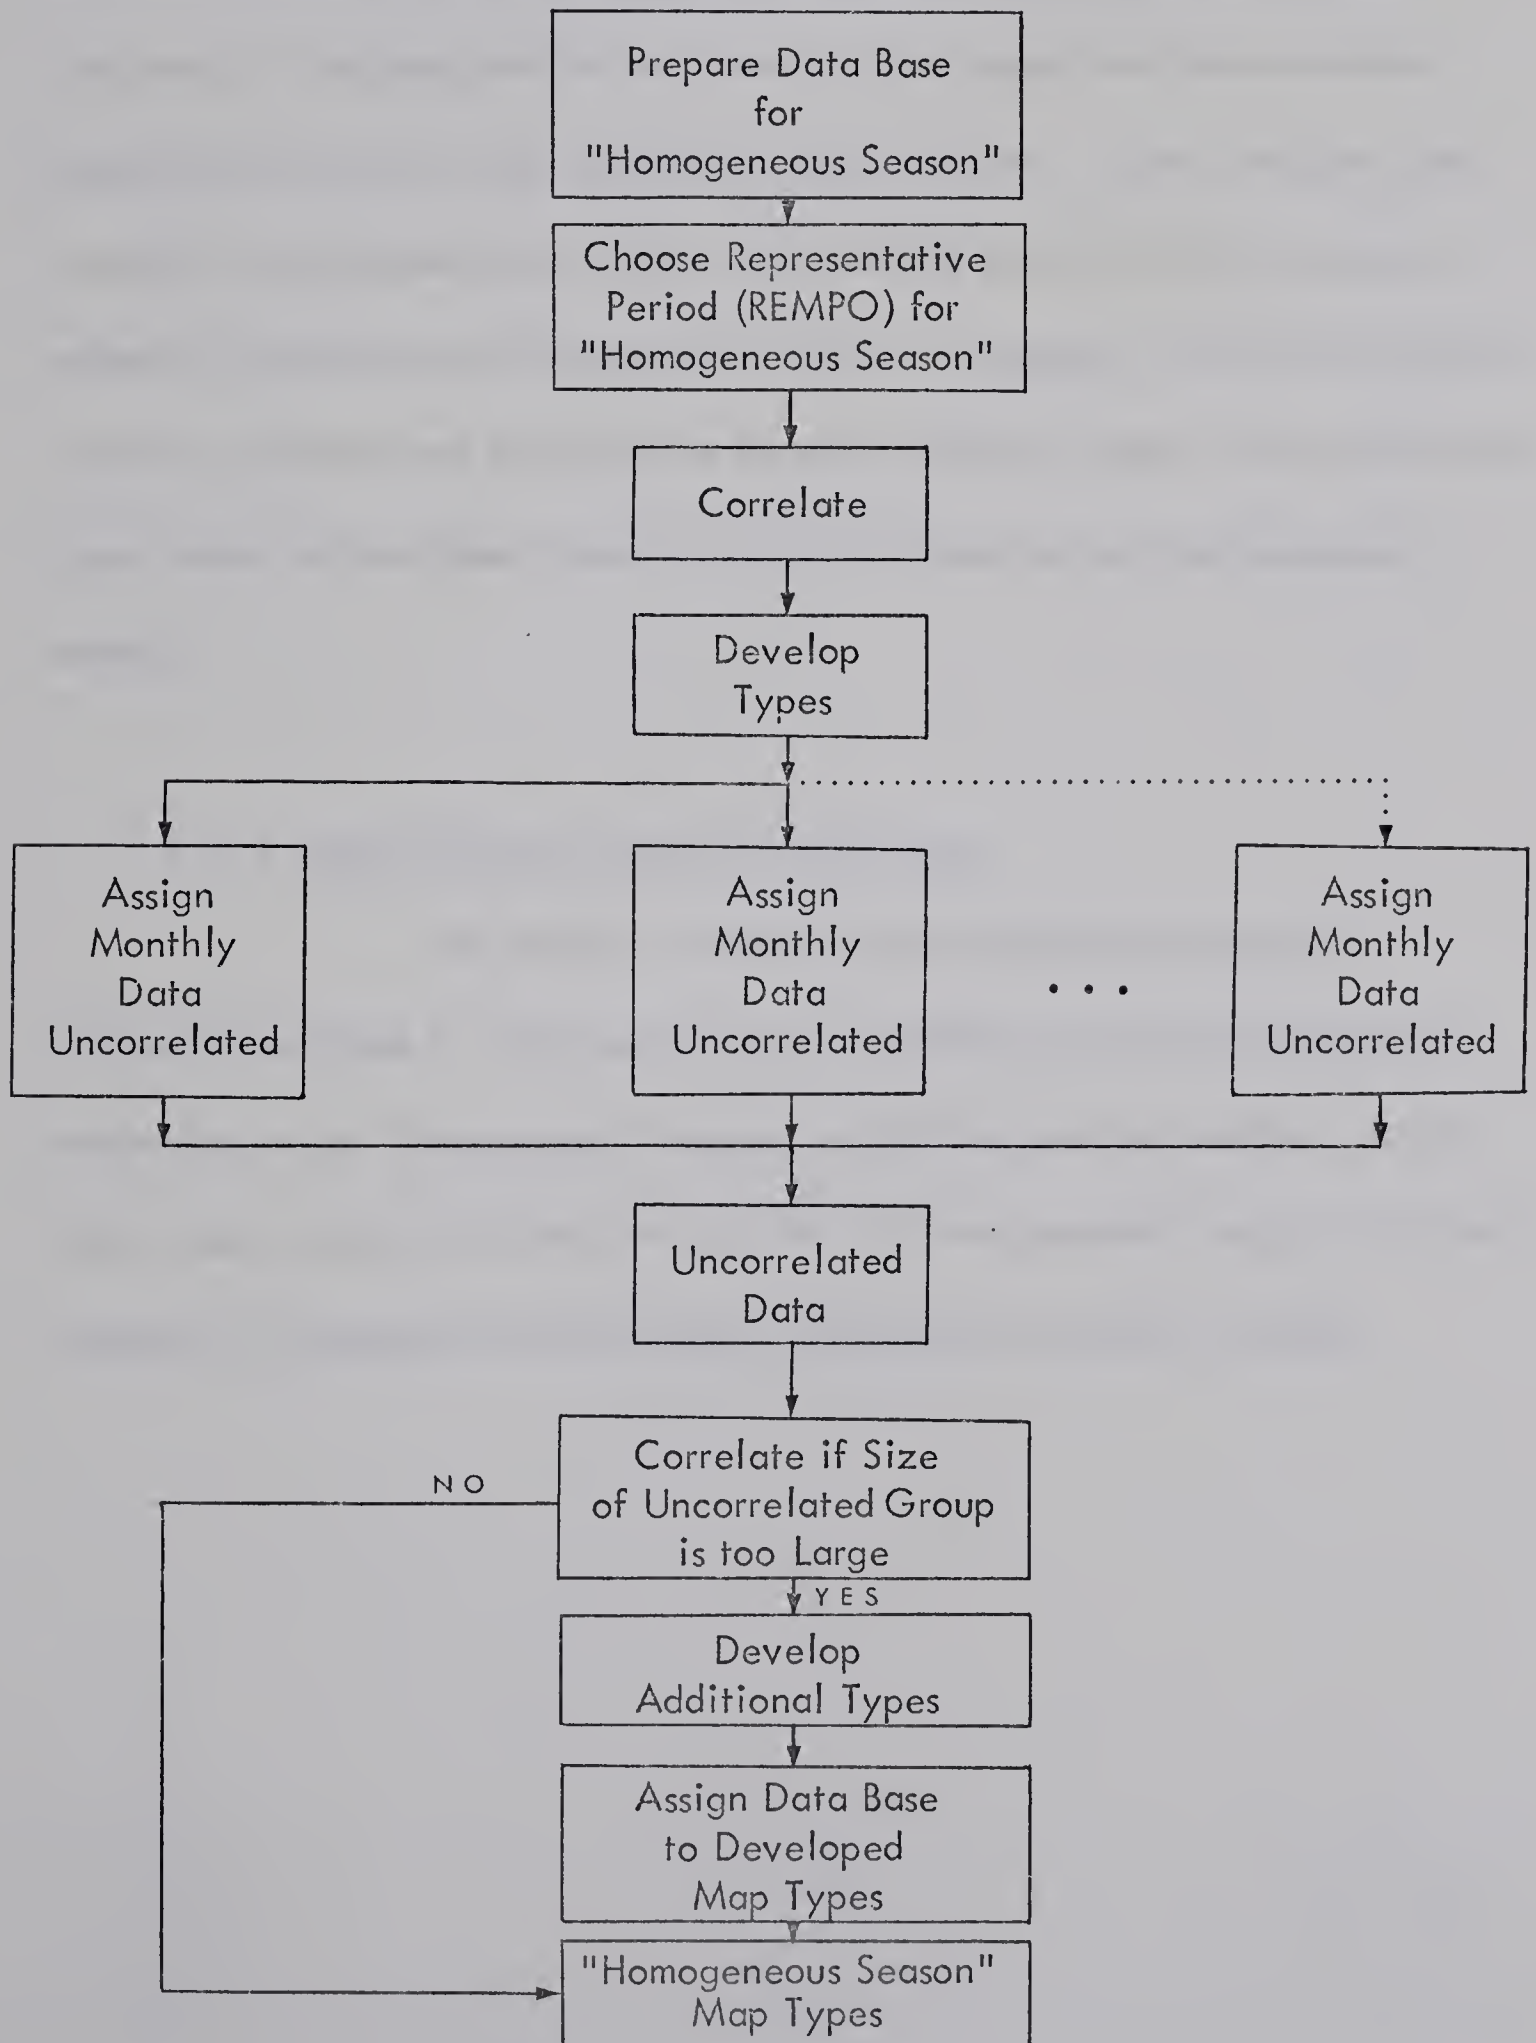 Prepare Data Base
for
"Homogeneous Season"
Choose Representative
Period (REMPO) for
"Homogeneous Season"
Correlate
Develop
Types
Assign
Monthly
Data
Uncorrelated
Assign
Monthly
Data
Uncorrelated
. . .
Assign
Monthly
Data
Uncorrelated
Uncorrelated
Data
Correlate if Size
of Uncorrelated Group
is too Large
NO
YES
Develop
Additional Types
Assign Data Base
to Developed
Map Types
"Homogeneous Season"
Map Types